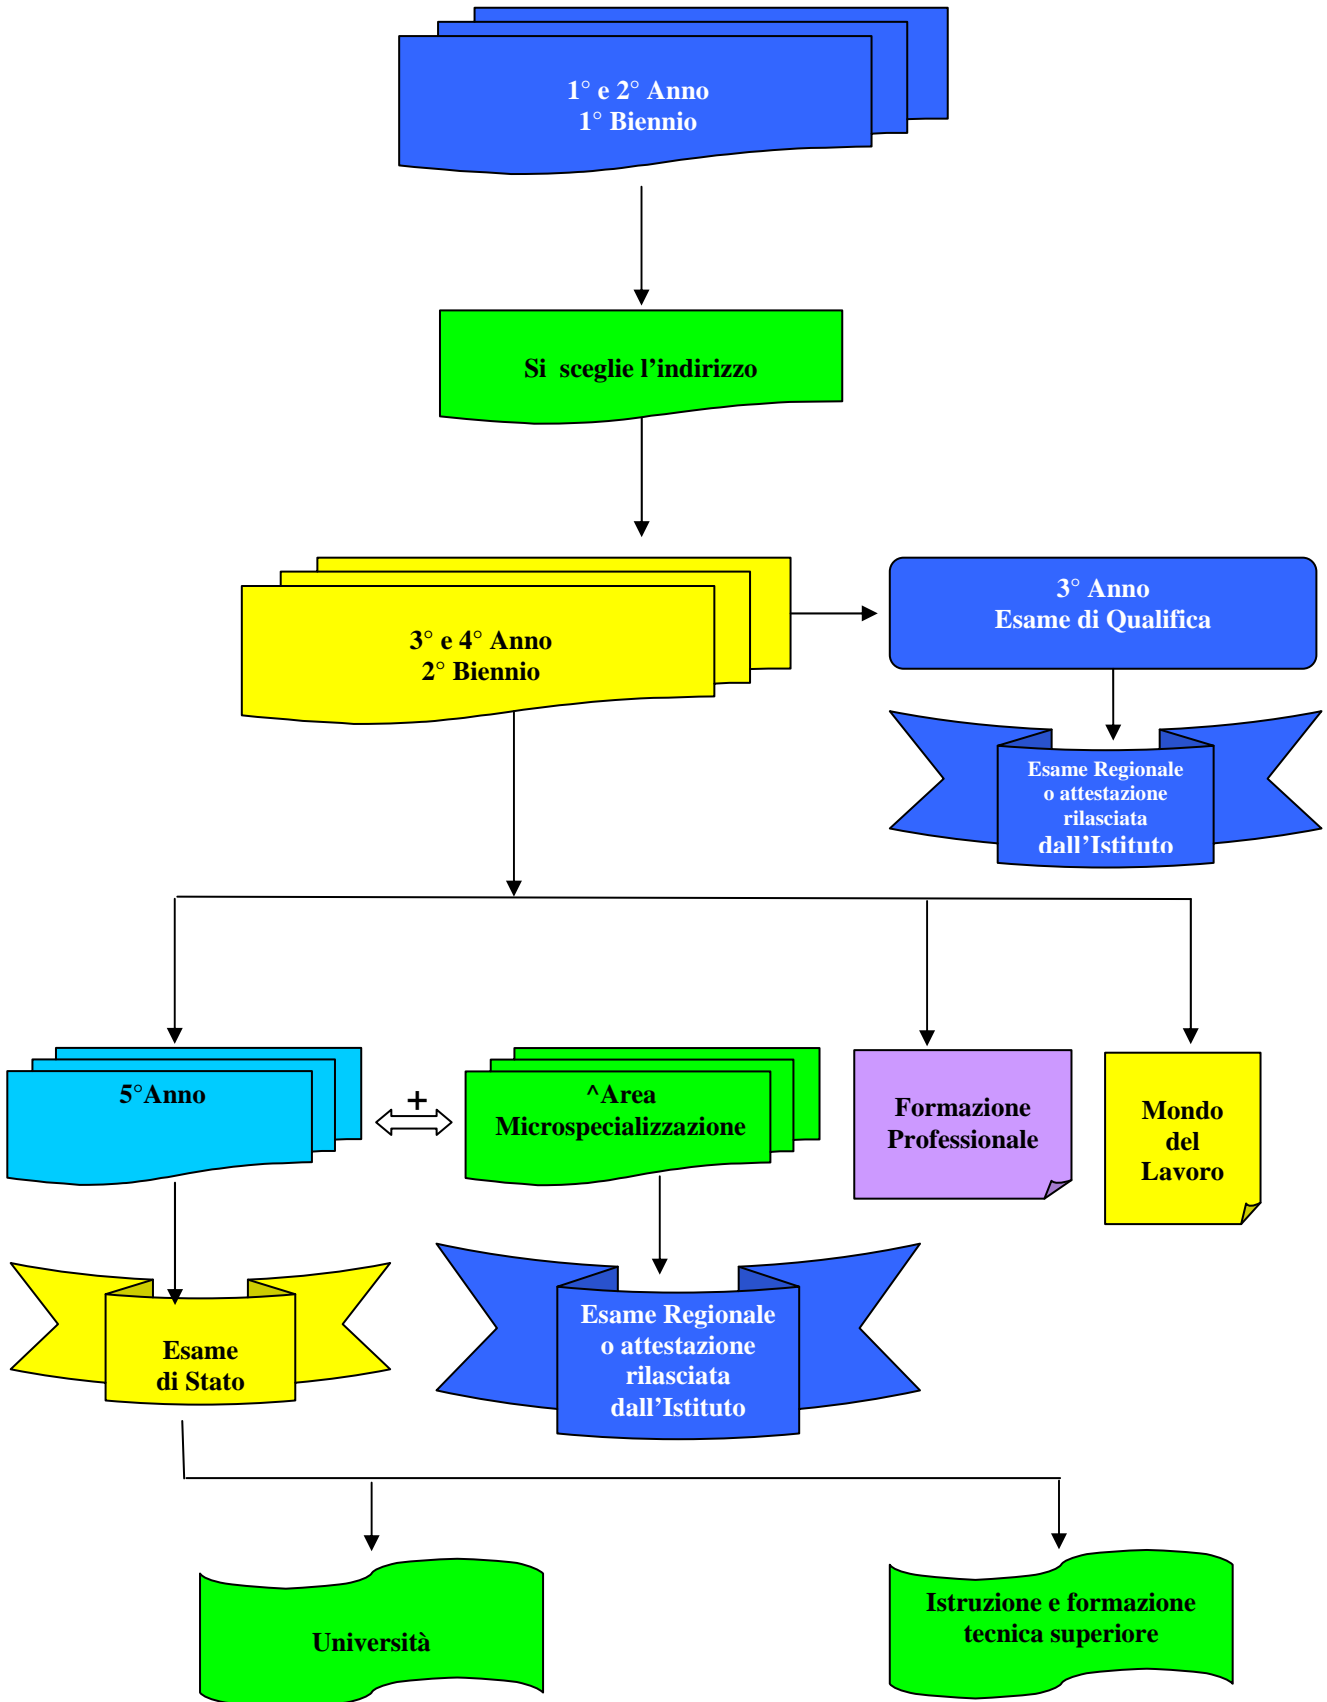 1° e 2° Anno
1° Biennio
Si sceglie l’indirizzo
3° e 4° Anno
2° Biennio
3° Anno
Esame di Qualifica
Esame Regionale
o attestazione
rilasciata
dall’Istituto
5°Anno
+
^Area
Microspecializzazione
Formazione
Professionale
Mondo
del
Lavoro
Esame
di Stato
Esame Regionale
o attestazione
rilasciata
dall’Istituto
Università
Istruzione e formazione
tecnica superiore